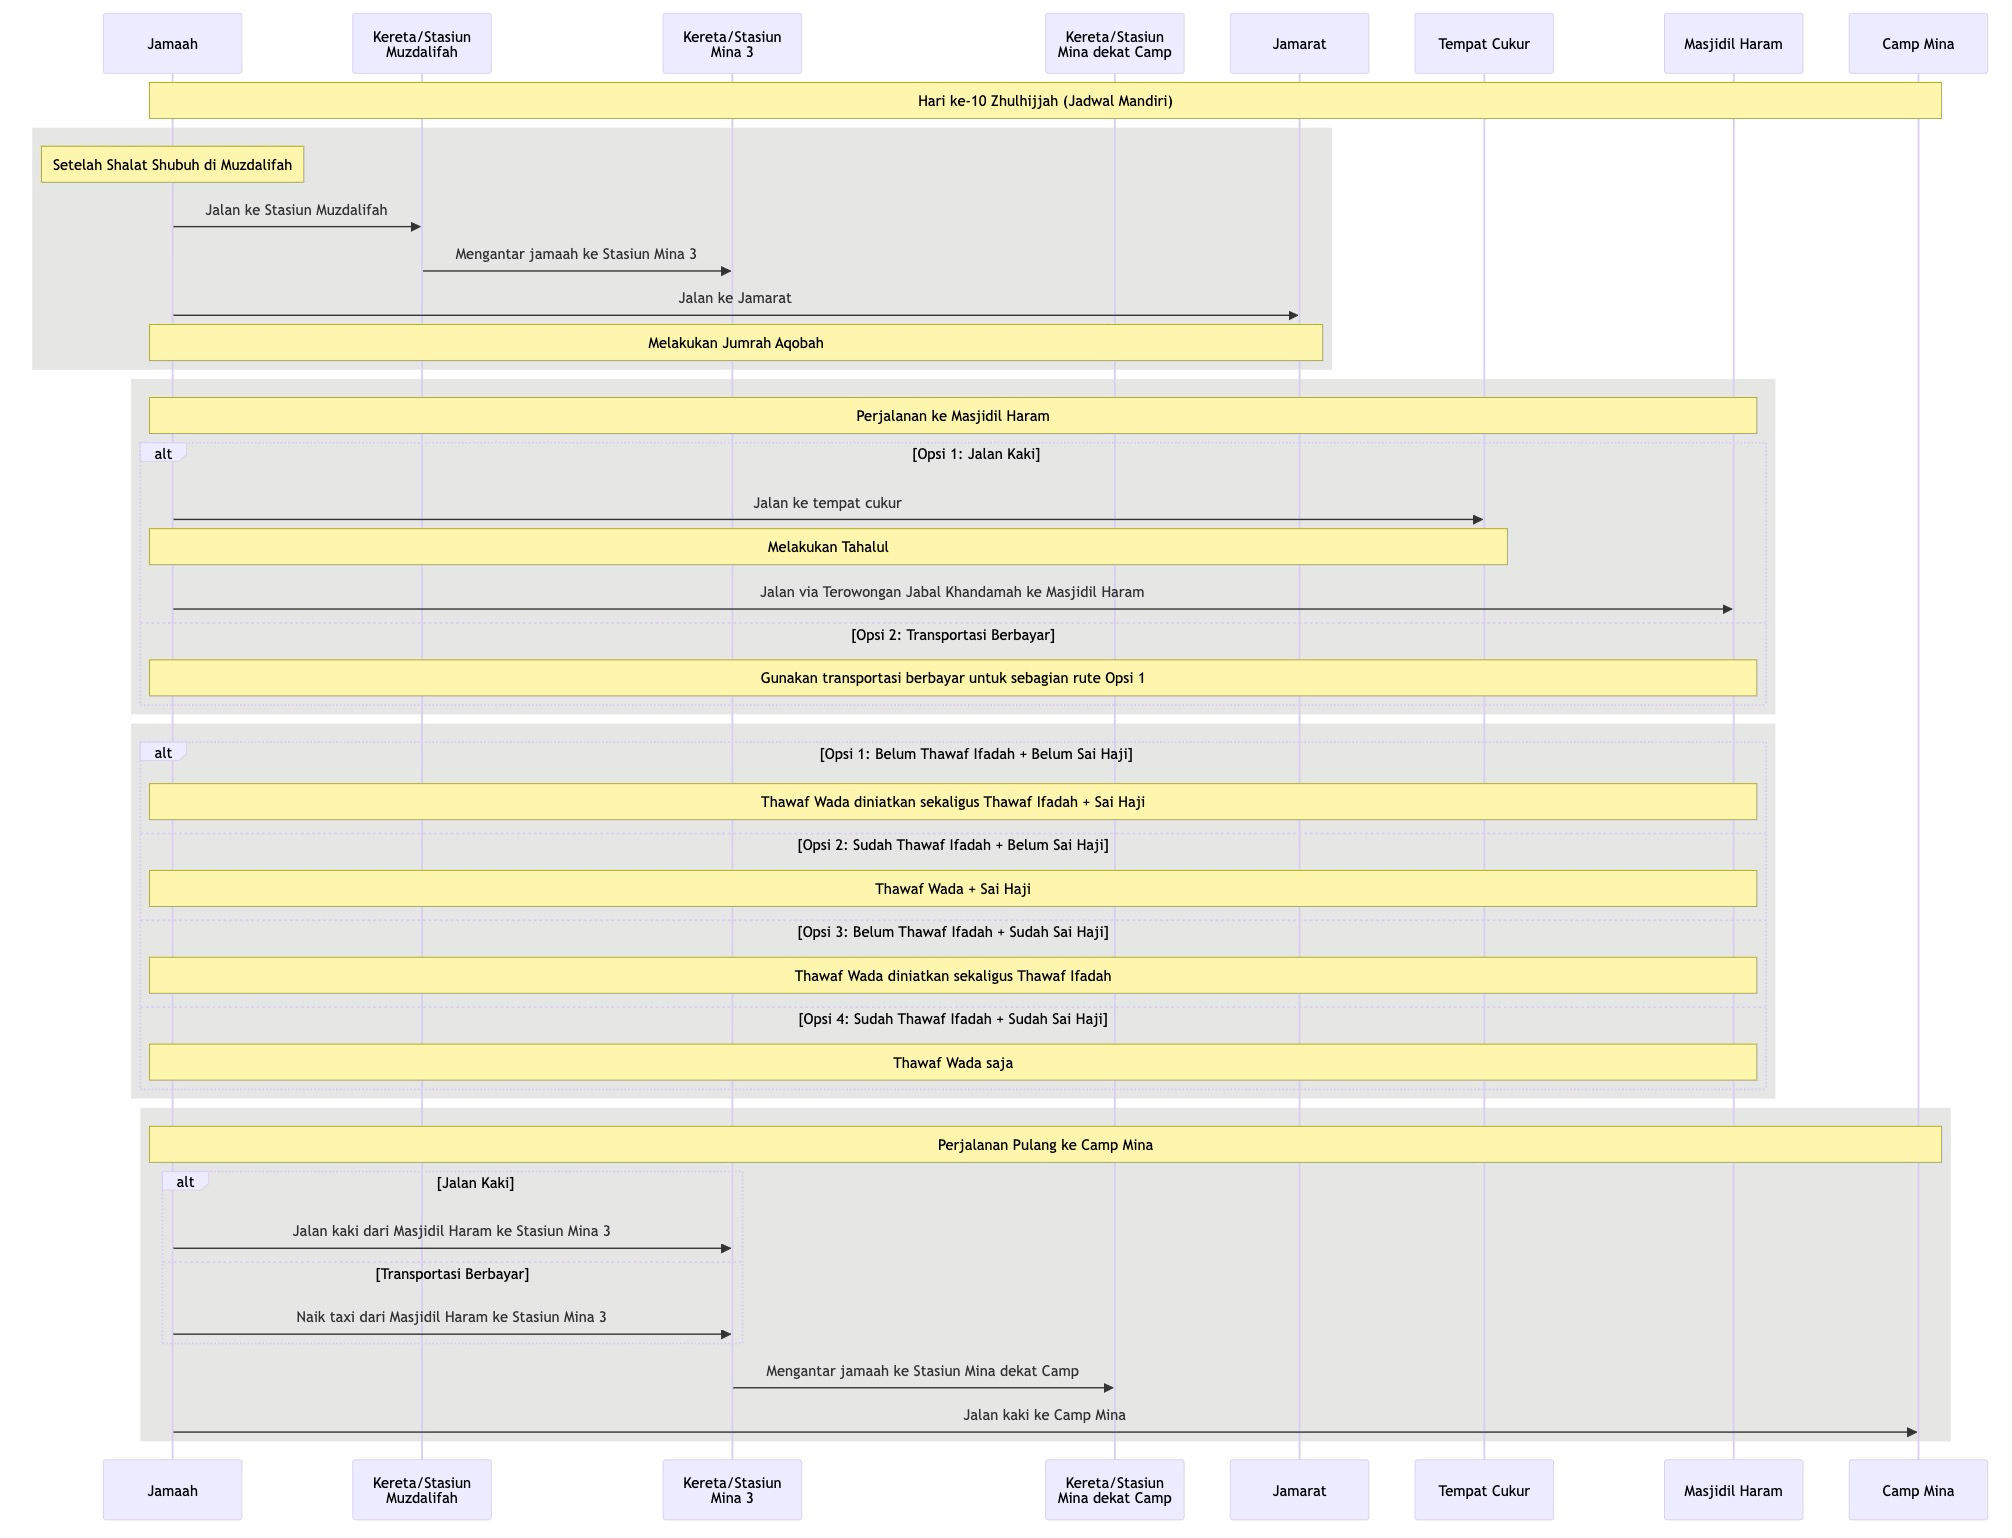 Jamaah
Kereta/Stasiun
Muzdalifah
Kereta/Stasiun
Mina 3
Kereta/Stasiun
Mina dekat Camp
Jamarat
Tempat Cukur
Masjidil Haram
Camp Mina
Hari ke-10 Zhulhijjah (Jadwal Mandiri)
Setelah Shalat Shubuh di Muzdalifah
Jalan ke Stasiun Muzdalifah
Mengantar jamaah ke Stasiun Mina 3
Jalan ke Jamarat
Melakukan Jumrah Aqobah
Perjalanan ke Masjidil Haram
alt
[Opsi 1: Jalan Kaki]
Jalan ke tempat cukur
Melakukan Tahalul
Jalan via Terowongan Jabal Khandamah ke Masjidil Haram
[Opsi 2: Transportasi Berbayar]
Gunakan transportasi berbayar untuk sebagian rute Opsi 1
alt
[Opsi 1: Belum Thawaf Ifadah + Belum Sai Haji]
Thawaf Wada diniatkan sekaligus Thawaf Ifadah + Sai Haji
[Opsi 2: Sudah Thawaf Ifadah + Belum Sai Haji]
Thawaf Wada + Sai Haji
[Opsi 3: Belum Thawaf Ifadah + Sudah Sai Haji]
Thawaf Wada diniatkan sekaligus Thawaf Ifadah
[Opsi 4: Sudah Thawaf Ifadah + Sudah Sai Haji]
Thawaf Wada saja
Perjalanan Pulang ke Camp Mina
alt
[Jalan Kaki]
Jalan kaki dari Masjidil Haram ke Stasiun Mina 3
[Transportasi Berbayar]
Naik taxi dari Masjidil Haram ke Stasiun Mina 3
Mengantar jamaah ke Stasiun Mina dekat Camp
Jalan kaki ke Camp Mina
Jamaah
Kereta/Stasiun
Muzdalifah
Kereta/Stasiun
Mina 3
Kereta/Stasiun
Mina dekat Camp
Jamarat
Tempat Cukur
Masjidil Haram
Camp Mina